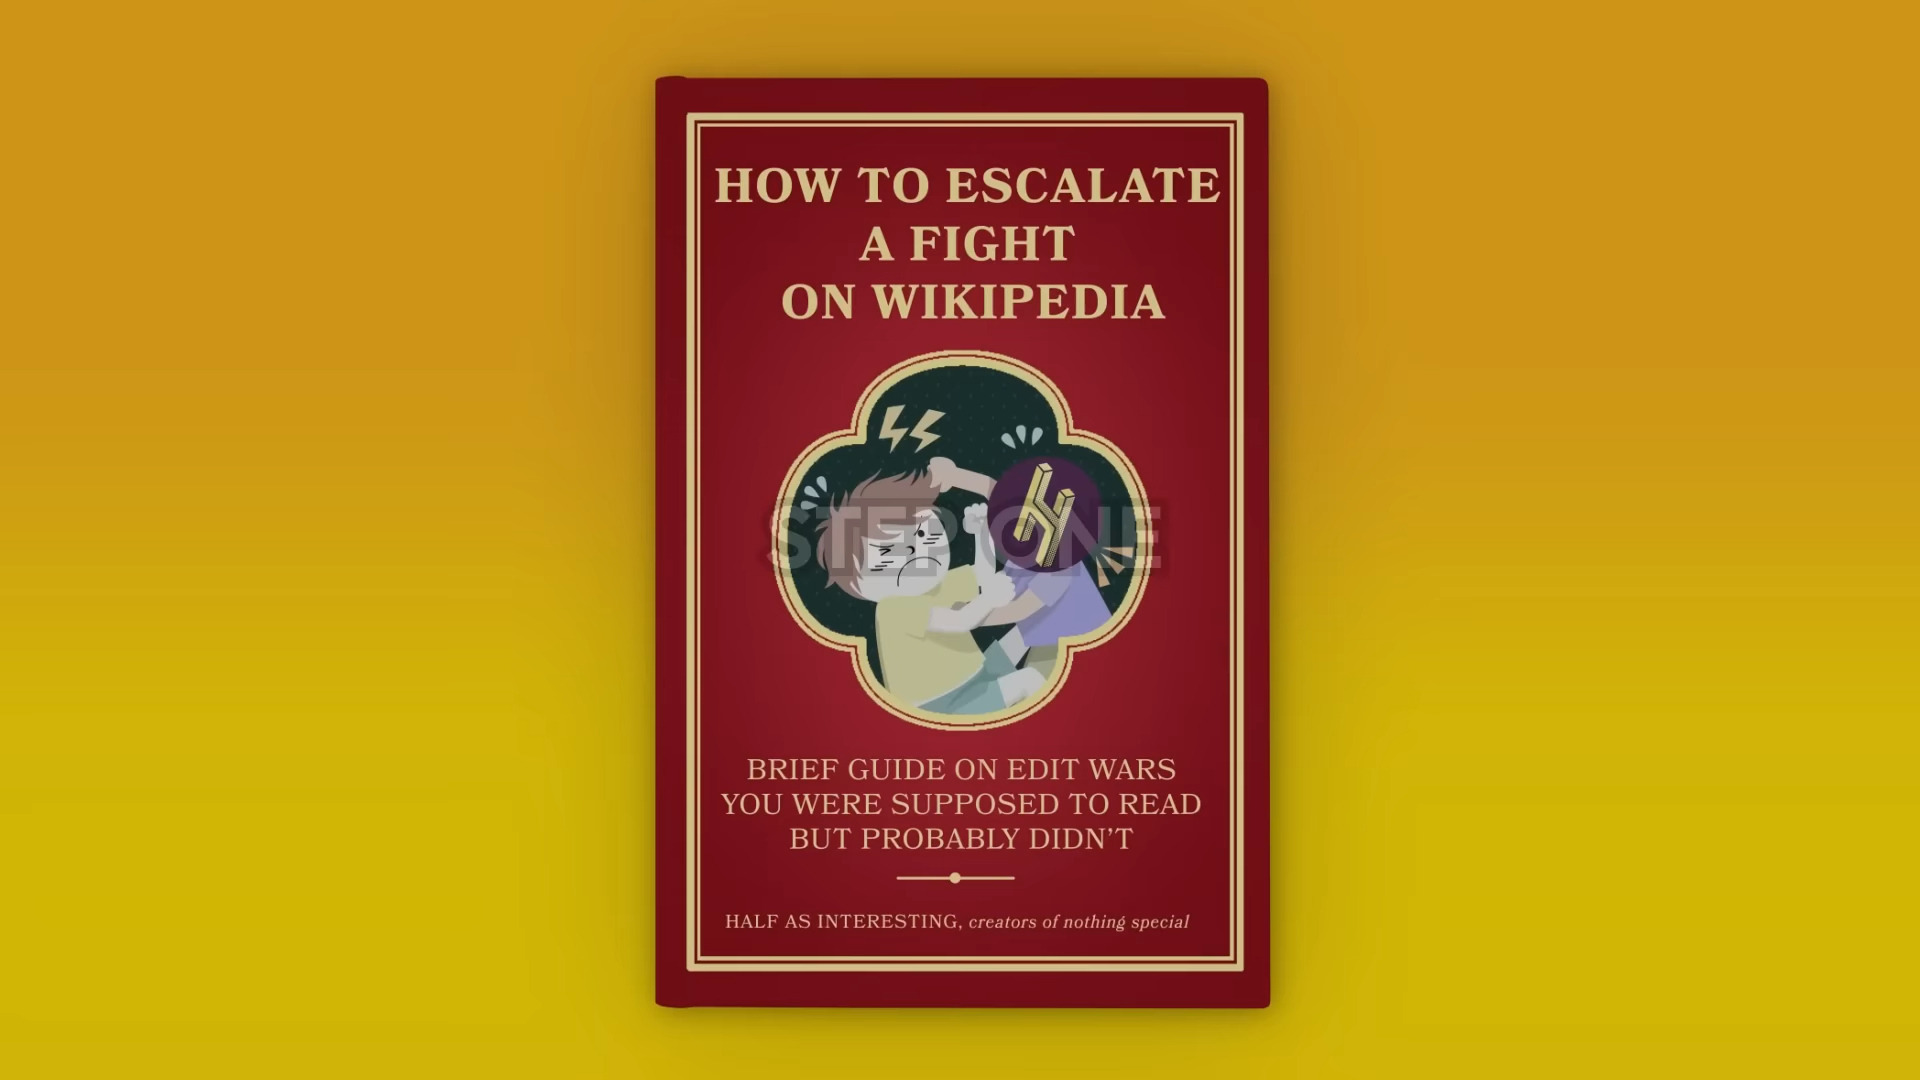 HOW TO ESCALATE
A FIGHT
ON WIKIPEDIA
STEP ONE
BRIEF GUIDE ON EDIT WARS
YOU WERE SUPPOSED TO READ
BUT PROBABLY DIDN'T
HALF AS INTERESTING, creators of nothing special